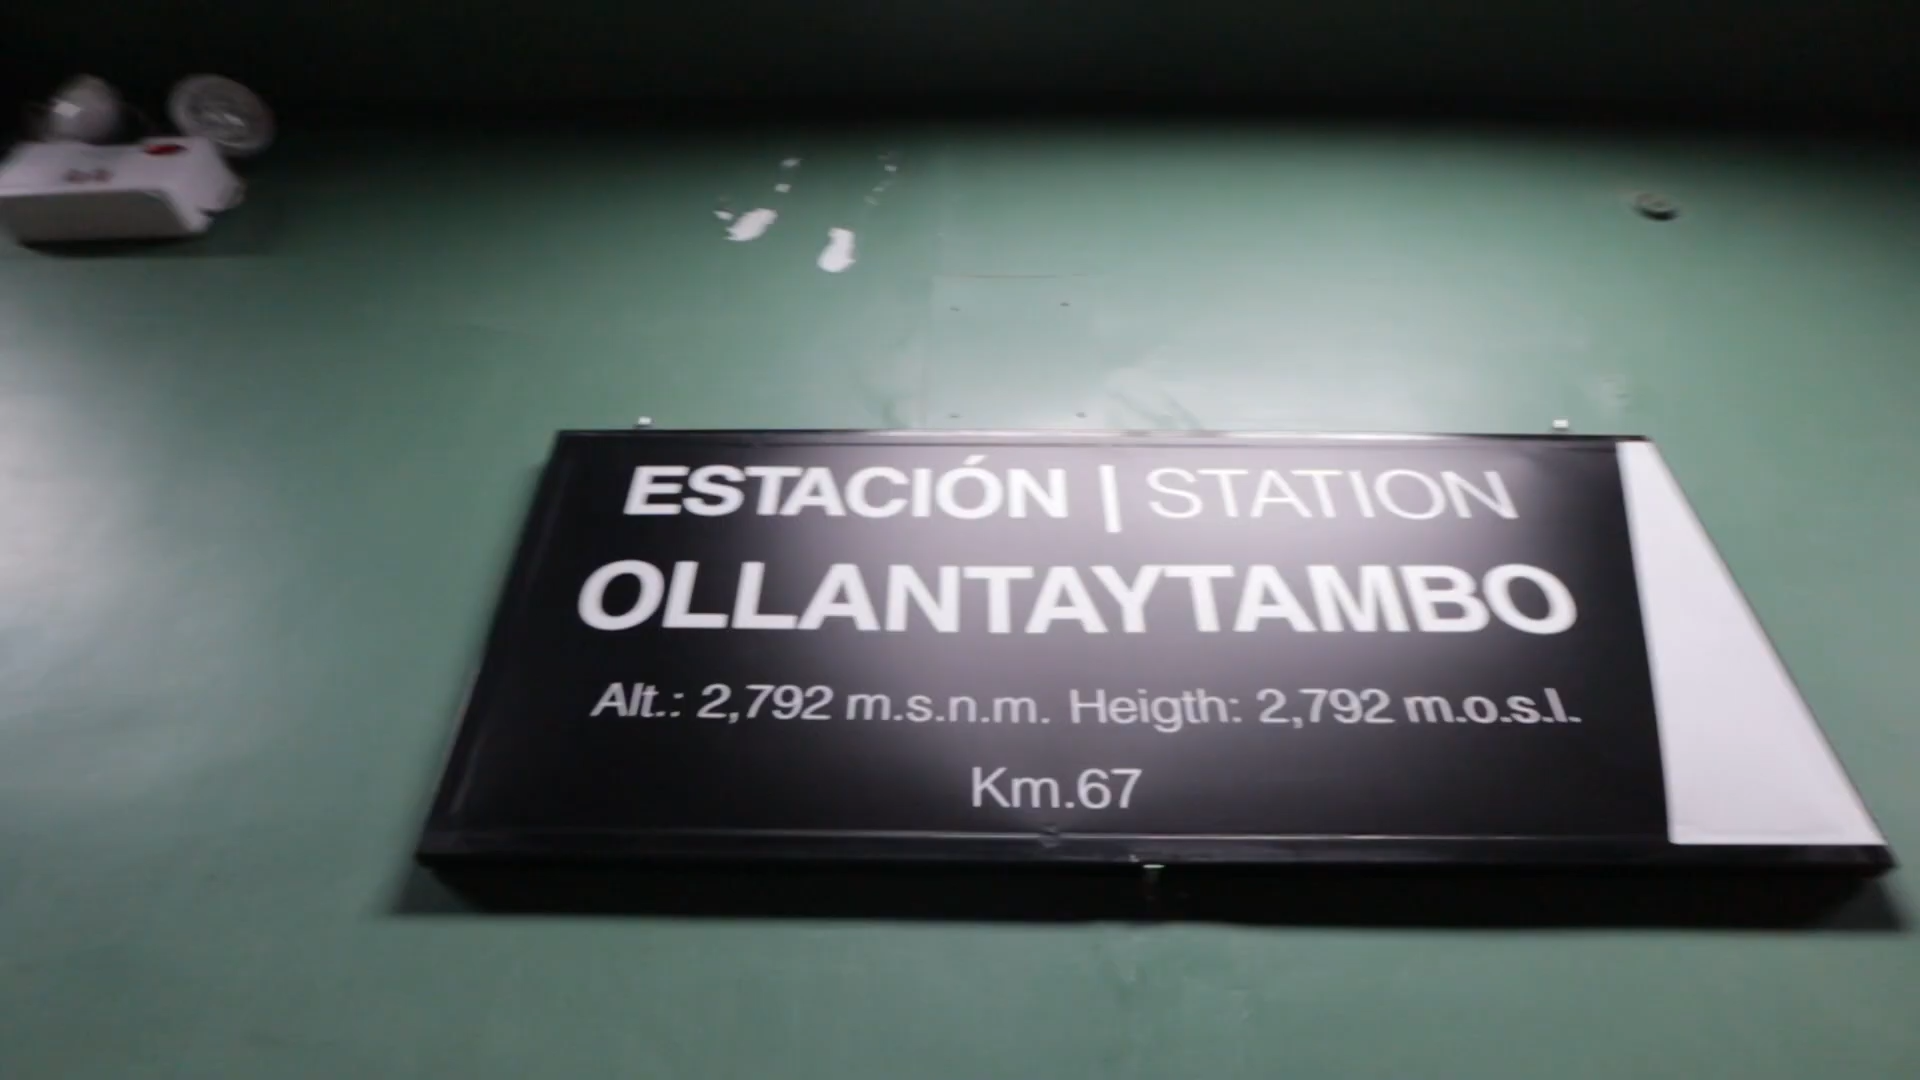 ESTACIÓN | STATION
OLLANTAYTAMBO
Alt.: 2,792 m.s.n.m. Heigth: 2,792 m.o.s.l.
Km.67